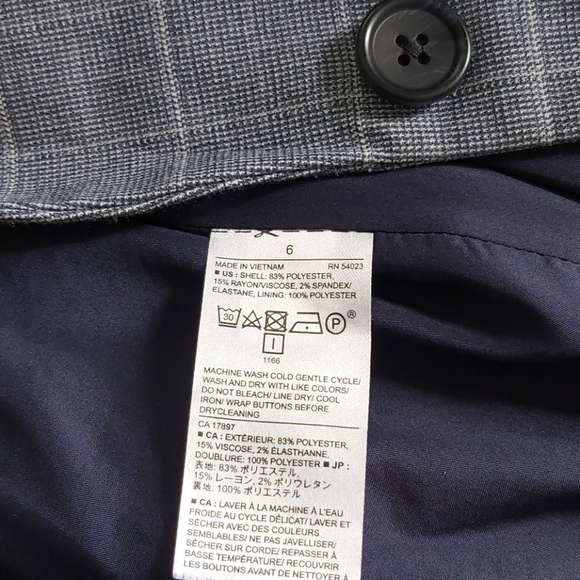 6
MADE IN VIETNAM RN 54023
■ US : SHELL: 83% POLYESTER,
15% RAYON/VISCOSE, 2% SPANDEX/
ELASTANE, LINING: 100% POLYESTER
30 P ®
I
1166
MACHINE WASH COLD GENTLE CYCLE/
WASH AND DRY WITH LIKE COLORS/
DO NOT BLEACH/ LINE DRY/ COOL
IRON/ WRAP BUTTONS BEFORE
DRYCLEANING
CA 17897
■ CA : EXTÉRIEUR: 83% POLYESTER,
15% VISCOSE, 2% ÉLASTHANNE,
DOUBLURE: 100% POLYESTER ■ JP :
表地: 83% ポリエステル,
15% レーヨン, 2% ポリウレタン
裏地: 100% ポリエステル
■ CA : LAVER À LA MACHINE À L'EAU
FROIDE AU CYCLE DÉLICAT/ LAVER ET
SÉCHER AVEC DES COULEURS
SEMBLABLES/ NE PAS JAVELLISER/
SÉCHER SUR CORDE/ REPASSER À
BASSE TEMPÉRATURE/ ENVELOPPER
LES BOUTONS AVANT DE NETTOYER À